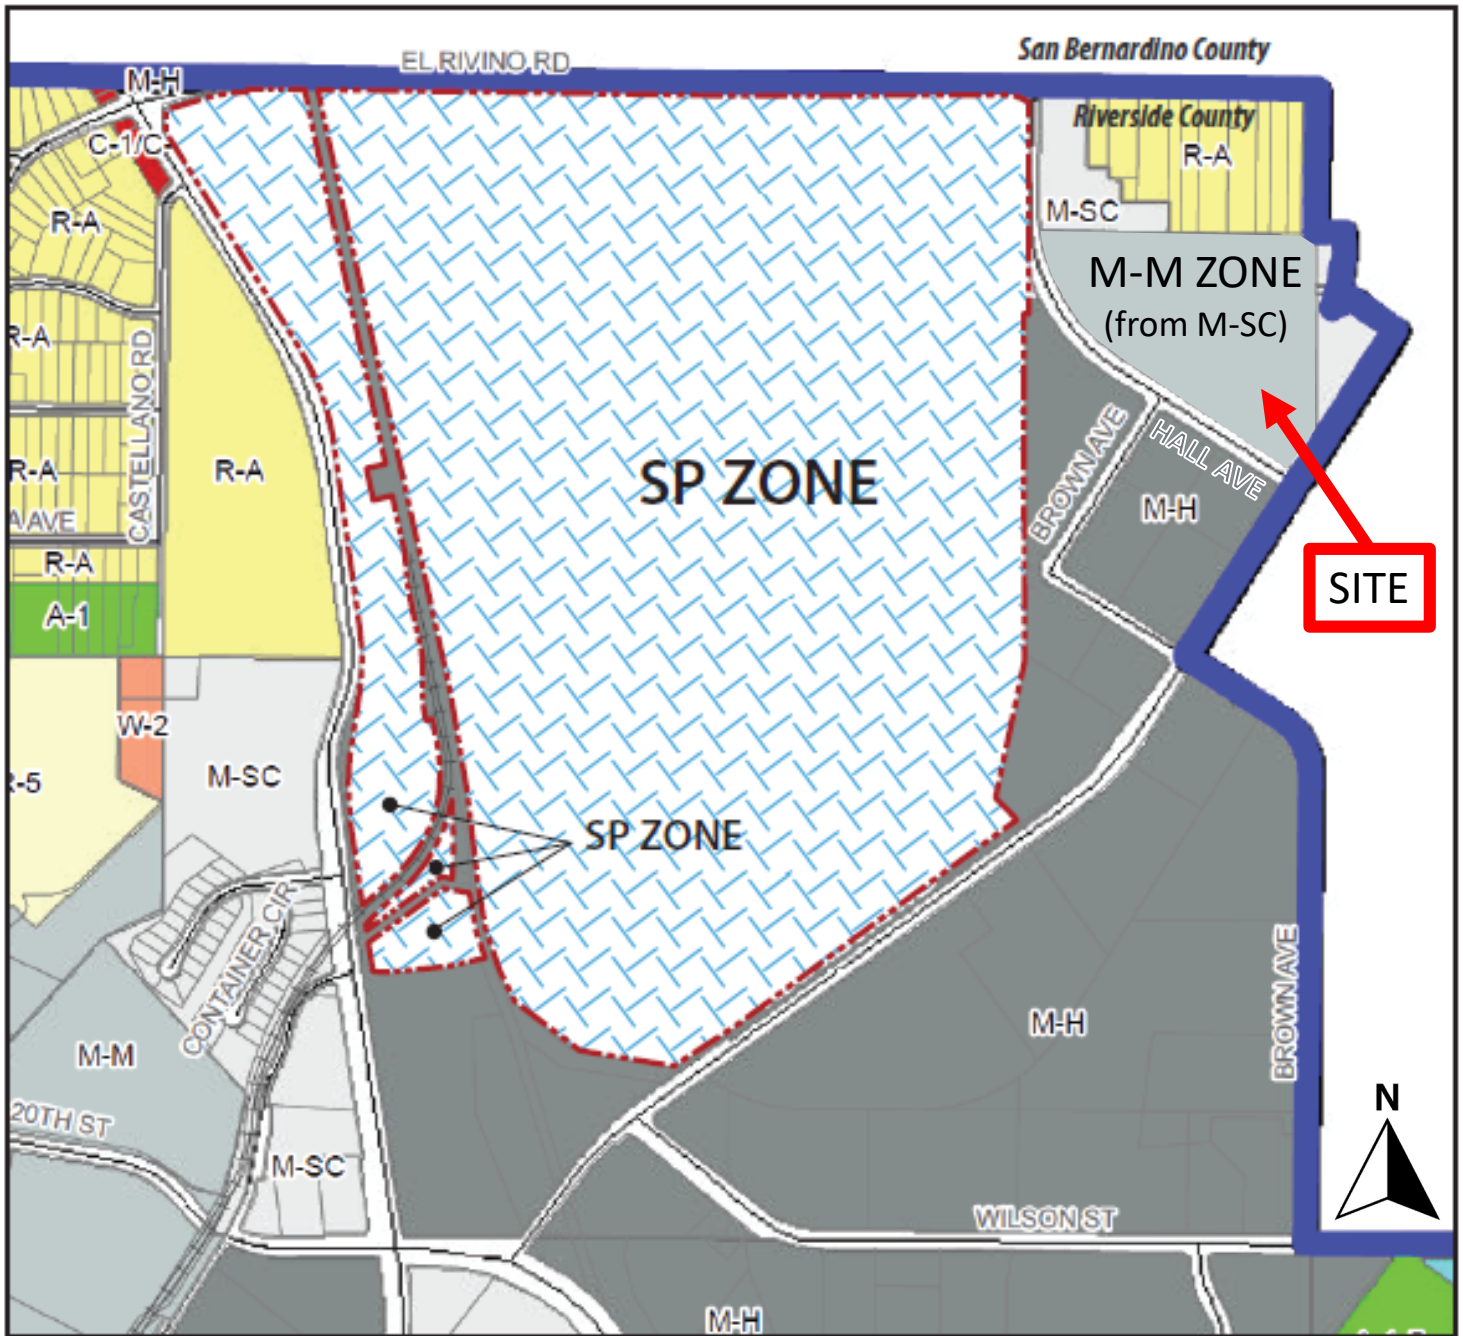 San Bernardino County
EL RIVINO RD
M-H
Riverside County
C-1/C-
R-A
R-A
M-SC
M-M ZONE
(from M-SC)
R-A
CASTELLANO RD
R-A
R-A
SP ZONE
BROWN AVE
HALL AVE
M-H
A AVE
R-A
SITE
A-1
W-2
M-SC
-5
SP ZONE
CONTAINER CIR
BROWN AVE
M-H
M-M
N
20TH ST
M-SC
WILSON ST
M-H